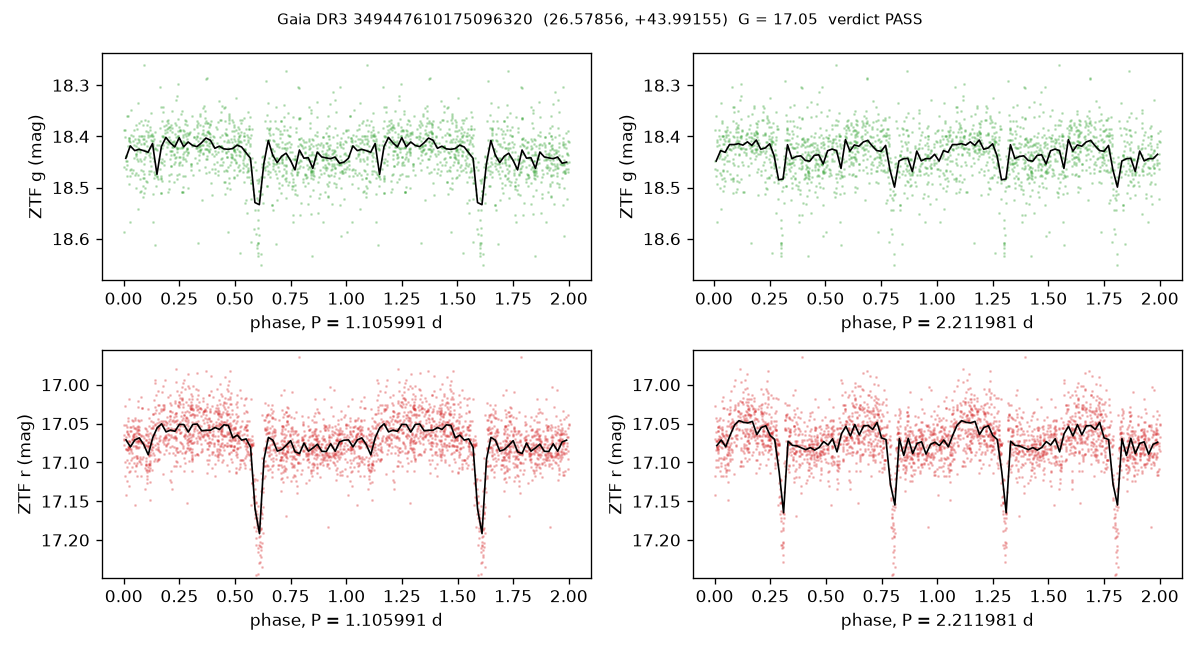 Gaia DR3 349447610175096320  (26.57856, +43.99155)  G = 17.05  verdict PASS
ZTF g (mag)
18.3
18.4
18.5
18.6
0.00 0.25 0.50 0.75 1.00 1.25 1.50 1.75 2.00
phase, P = 1.105991 d
ZTF g (mag)
18.3
18.4
18.5
18.6
0.00 0.25 0.50 0.75 1.00 1.25 1.50 1.75 2.00
phase, P = 2.211981 d
ZTF r (mag)
17.00
17.05
17.10
17.15
17.20
0.00 0.25 0.50 0.75 1.00 1.25 1.50 1.75 2.00
phase, P = 1.105991 d
ZTF r (mag)
17.00
17.05
17.10
17.15
17.20
0.00 0.25 0.50 0.75 1.00 1.25 1.50 1.75 2.00
phase, P = 2.211981 d